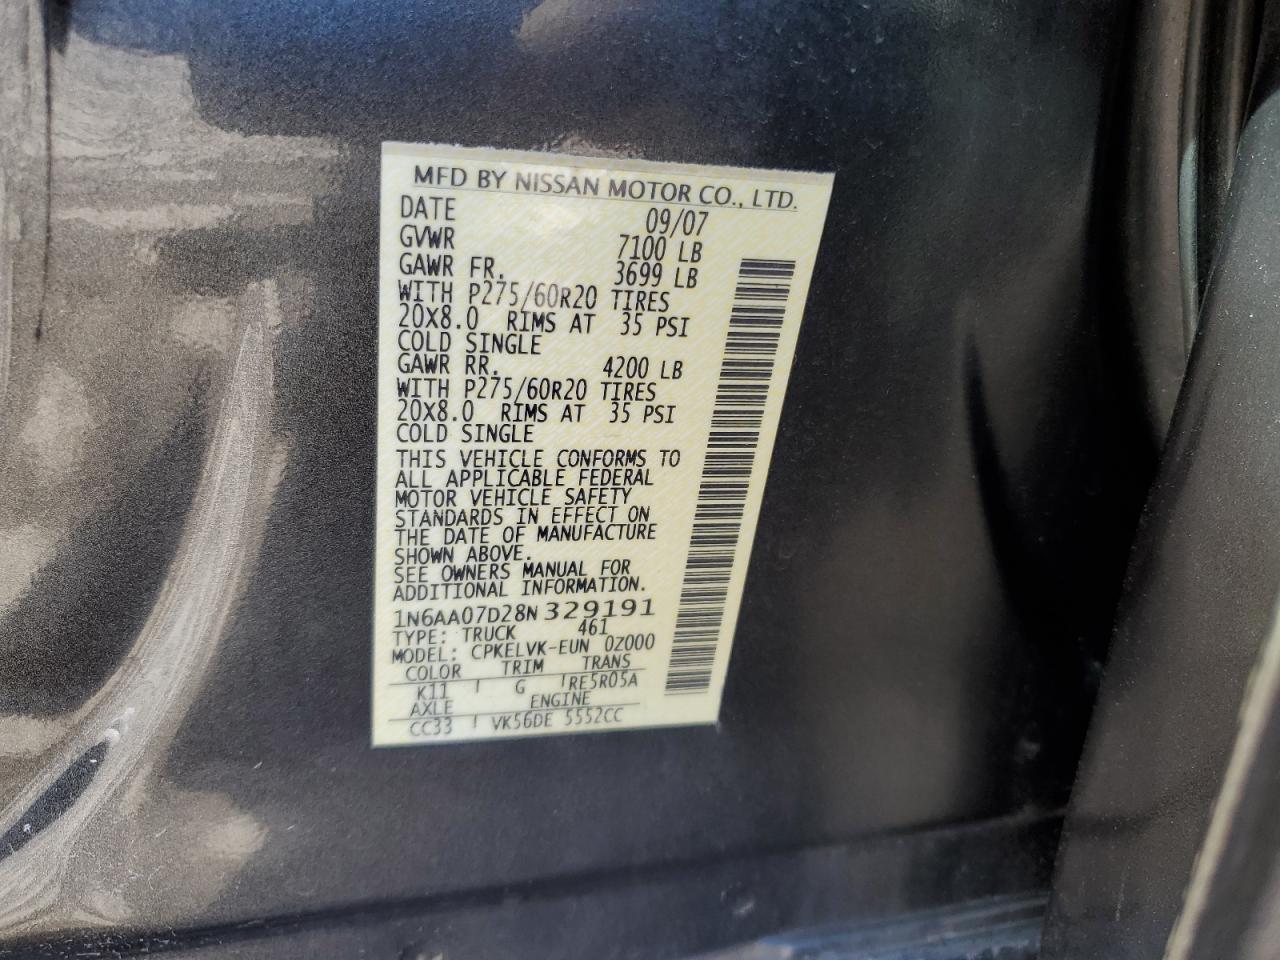 MFD BY NISSAN MOTOR CO., LTD.
DATE 09/07
GVWR 7100 LB
GAWR FR. 3699 LB
WITH P275/60R20 TIRES
20X8.0 RIMS AT 35 PSI
COLD SINGLE
GAWR RR. 4200 LB
WITH P275/60R20 TIRES
20X8.0 RIMS AT 35 PSI
COLD SINGLE
THIS VEHICLE CONFORMS TO
ALL APPLICABLE FEDERAL
MOTOR VEHICLE SAFETY
STANDARDS IN EFFECT ON
THE DATE OF MANUFACTURE
SHOWN ABOVE.
SEE OWNERS MANUAL FOR
ADDITIONAL INFORMATION.
1N6AA07D28N 329191
TYPE: TRUCK 461
MODEL: CPKELVK-EUN 0Z000
COLOR TRIM TRANS
K11 G RE5R05A
AXLE ENGINE
CC33 VK56DE 5552CC